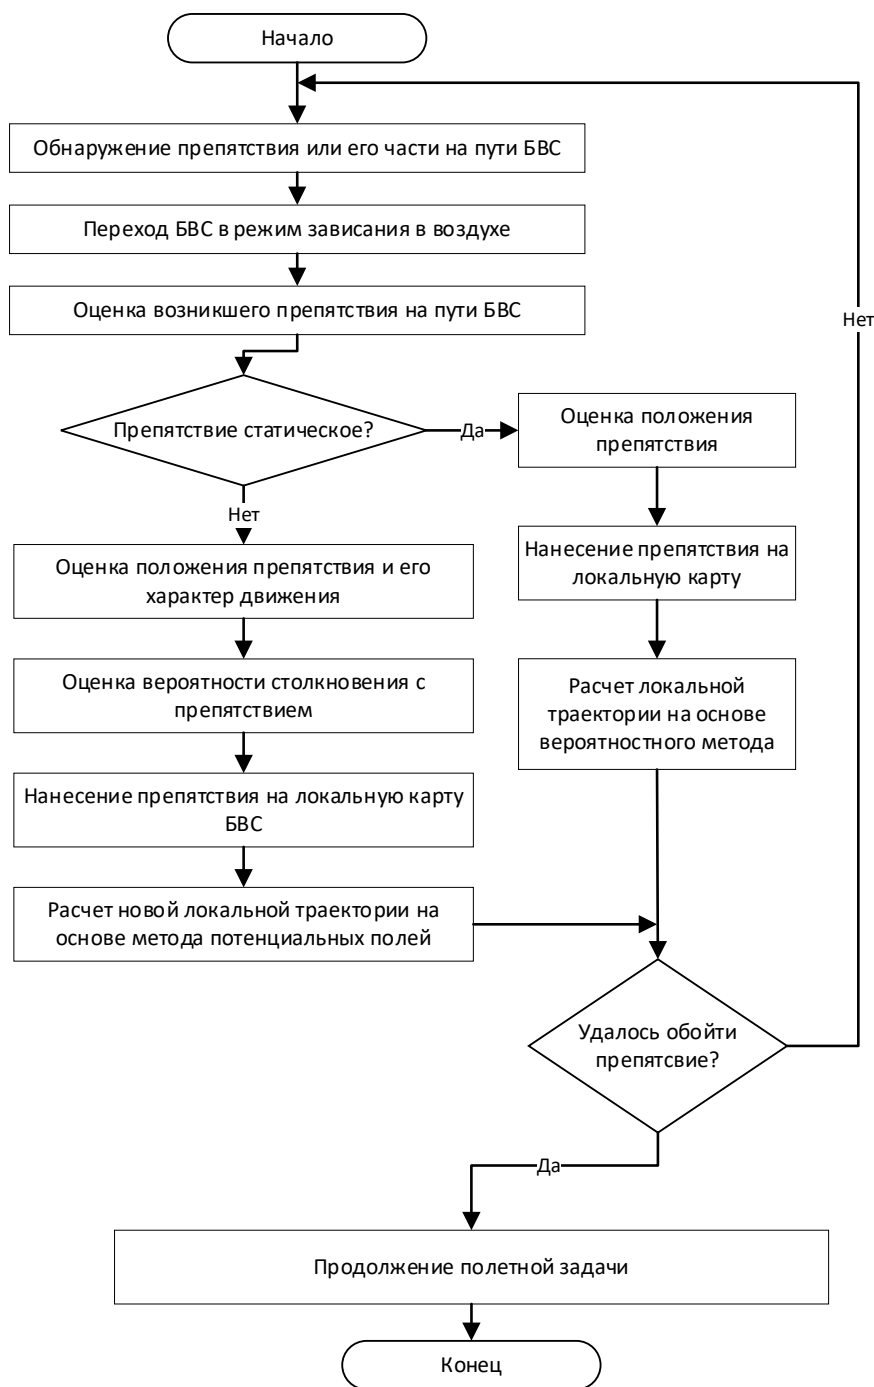 Начало
Обнаружение препятствия или его части на пути БВС
Переход БВС в режим зависания в воздухе
Оценка возникшего препятствия на пути БВС
Нет
Препятствие статическое?
Да
Оценка положения
препятствия
Нет
Нанесение препятствия на
локальную карту
Оценка положения препятствия и его
характер движения
Оценка вероятности столкновения с
препятствием
Расчет локальной
траектории на основе
вероятностного метода
Нанесение препятствия на локальную карту
БВС
Расчет новой локальной траектории на
основе метода потенциальных полей
Удалось обойти
препятсвие?
Да
Продолжение полетной задачи
Конец